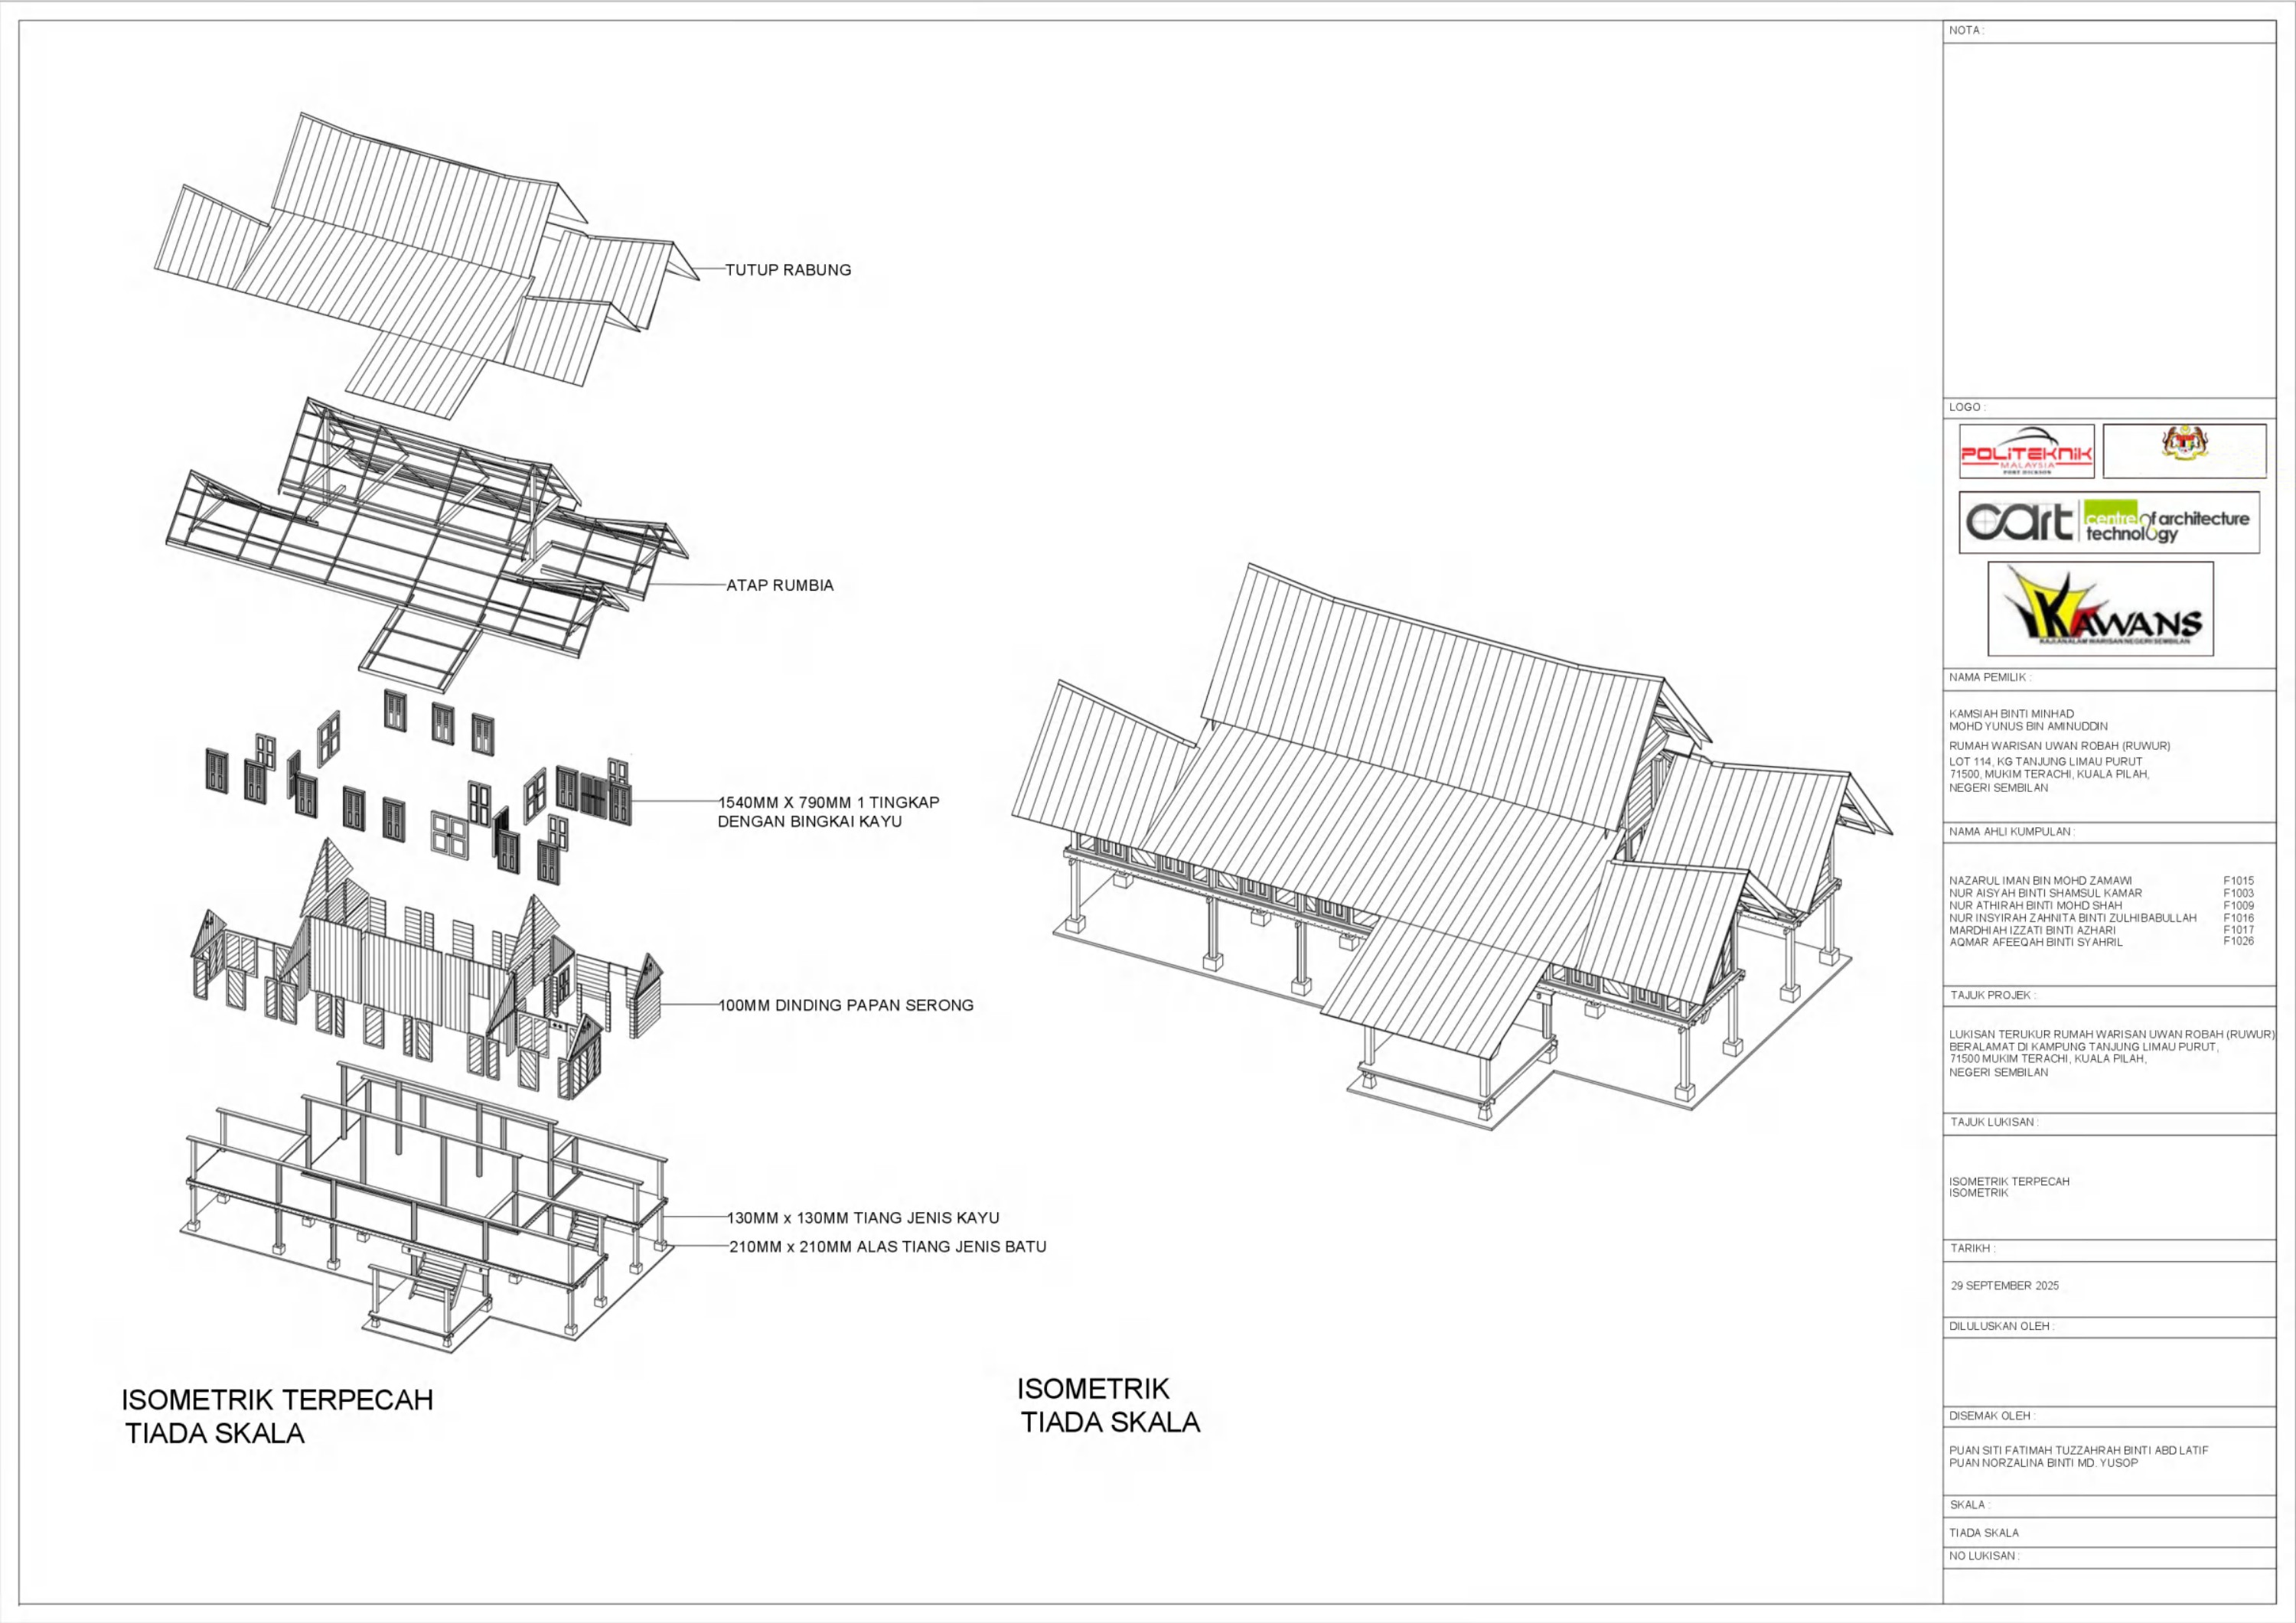 TUTUP RABUNG
ATAP RUMBIA
1540MM X 790MM 1 TINGKAP
DENGAN BINGKAI KAYU
100MM DINDING PAPAN SERONG
130MM x 130MM TIANG JENIS KAYU
210MM x 210MM ALAS TIANG JENIS BATU
ISOMETRIK TERPECAH
TIADA SKALA
ISOMETRIK
TIADA SKALA
NOTA :
LOGO :
POLITEKNIK
MALAYSIA
PORT DICKSON
cart centre of architecture
technology
KAWANS
KAJIAN ALAM WARISAN NEGERI SEMBILAN
NAMA PEMILIK :
KAMSIAH BINTI MINHAD
MOHD YUNUS BIN AMINUDDIN
RUMAH WARISAN UWAN ROBAH (RUWUR)
LOT 114, KG TANJUNG LIMAU PURUT
71500, MUKIM TERACHI, KUALA PILAH,
NEGERI SEMBILAN
NAMA AHLI KUMPULAN :
NAZARUL IMAN BIN MOHD ZAMAWI F1015
NUR AISYAH BINTI SHAMSUL KAMAR F1003
NUR ATHIRAH BINTI MOHD SHAH F1009
NUR INSYIRAH ZAHNITA BINTI ZULHIBABULLAH F1016
MARDHIAH IZZATI BINTI AZHARI F1017
AQMAR AFEEQAH BINTI SYAHRIL F1026
TAJUK PROJEK :
LUKISAN TERUKUR RUMAH WARISAN UWAN ROBAH (RUWUR)
BERALAMAT DI KAMPUNG TANJUNG LIMAU PURUT,
71500 MUKIM TERACHI, KUALA PILAH,
NEGERI SEMBILAN
TAJUK LUKISAN :
ISOMETRIK TERPECAH
ISOMETRIK
TARIKH :
29 SEPTEMBER 2025
DILULUSKAN OLEH :
DISEMAK OLEH :
PUAN SITI FATIMAH TUZZAHRAH BINTI ABD LATIF
PUAN NORZALINA BINTI MD. YUSOP
SKALA :
TIADA SKALA
NO LUKISAN :